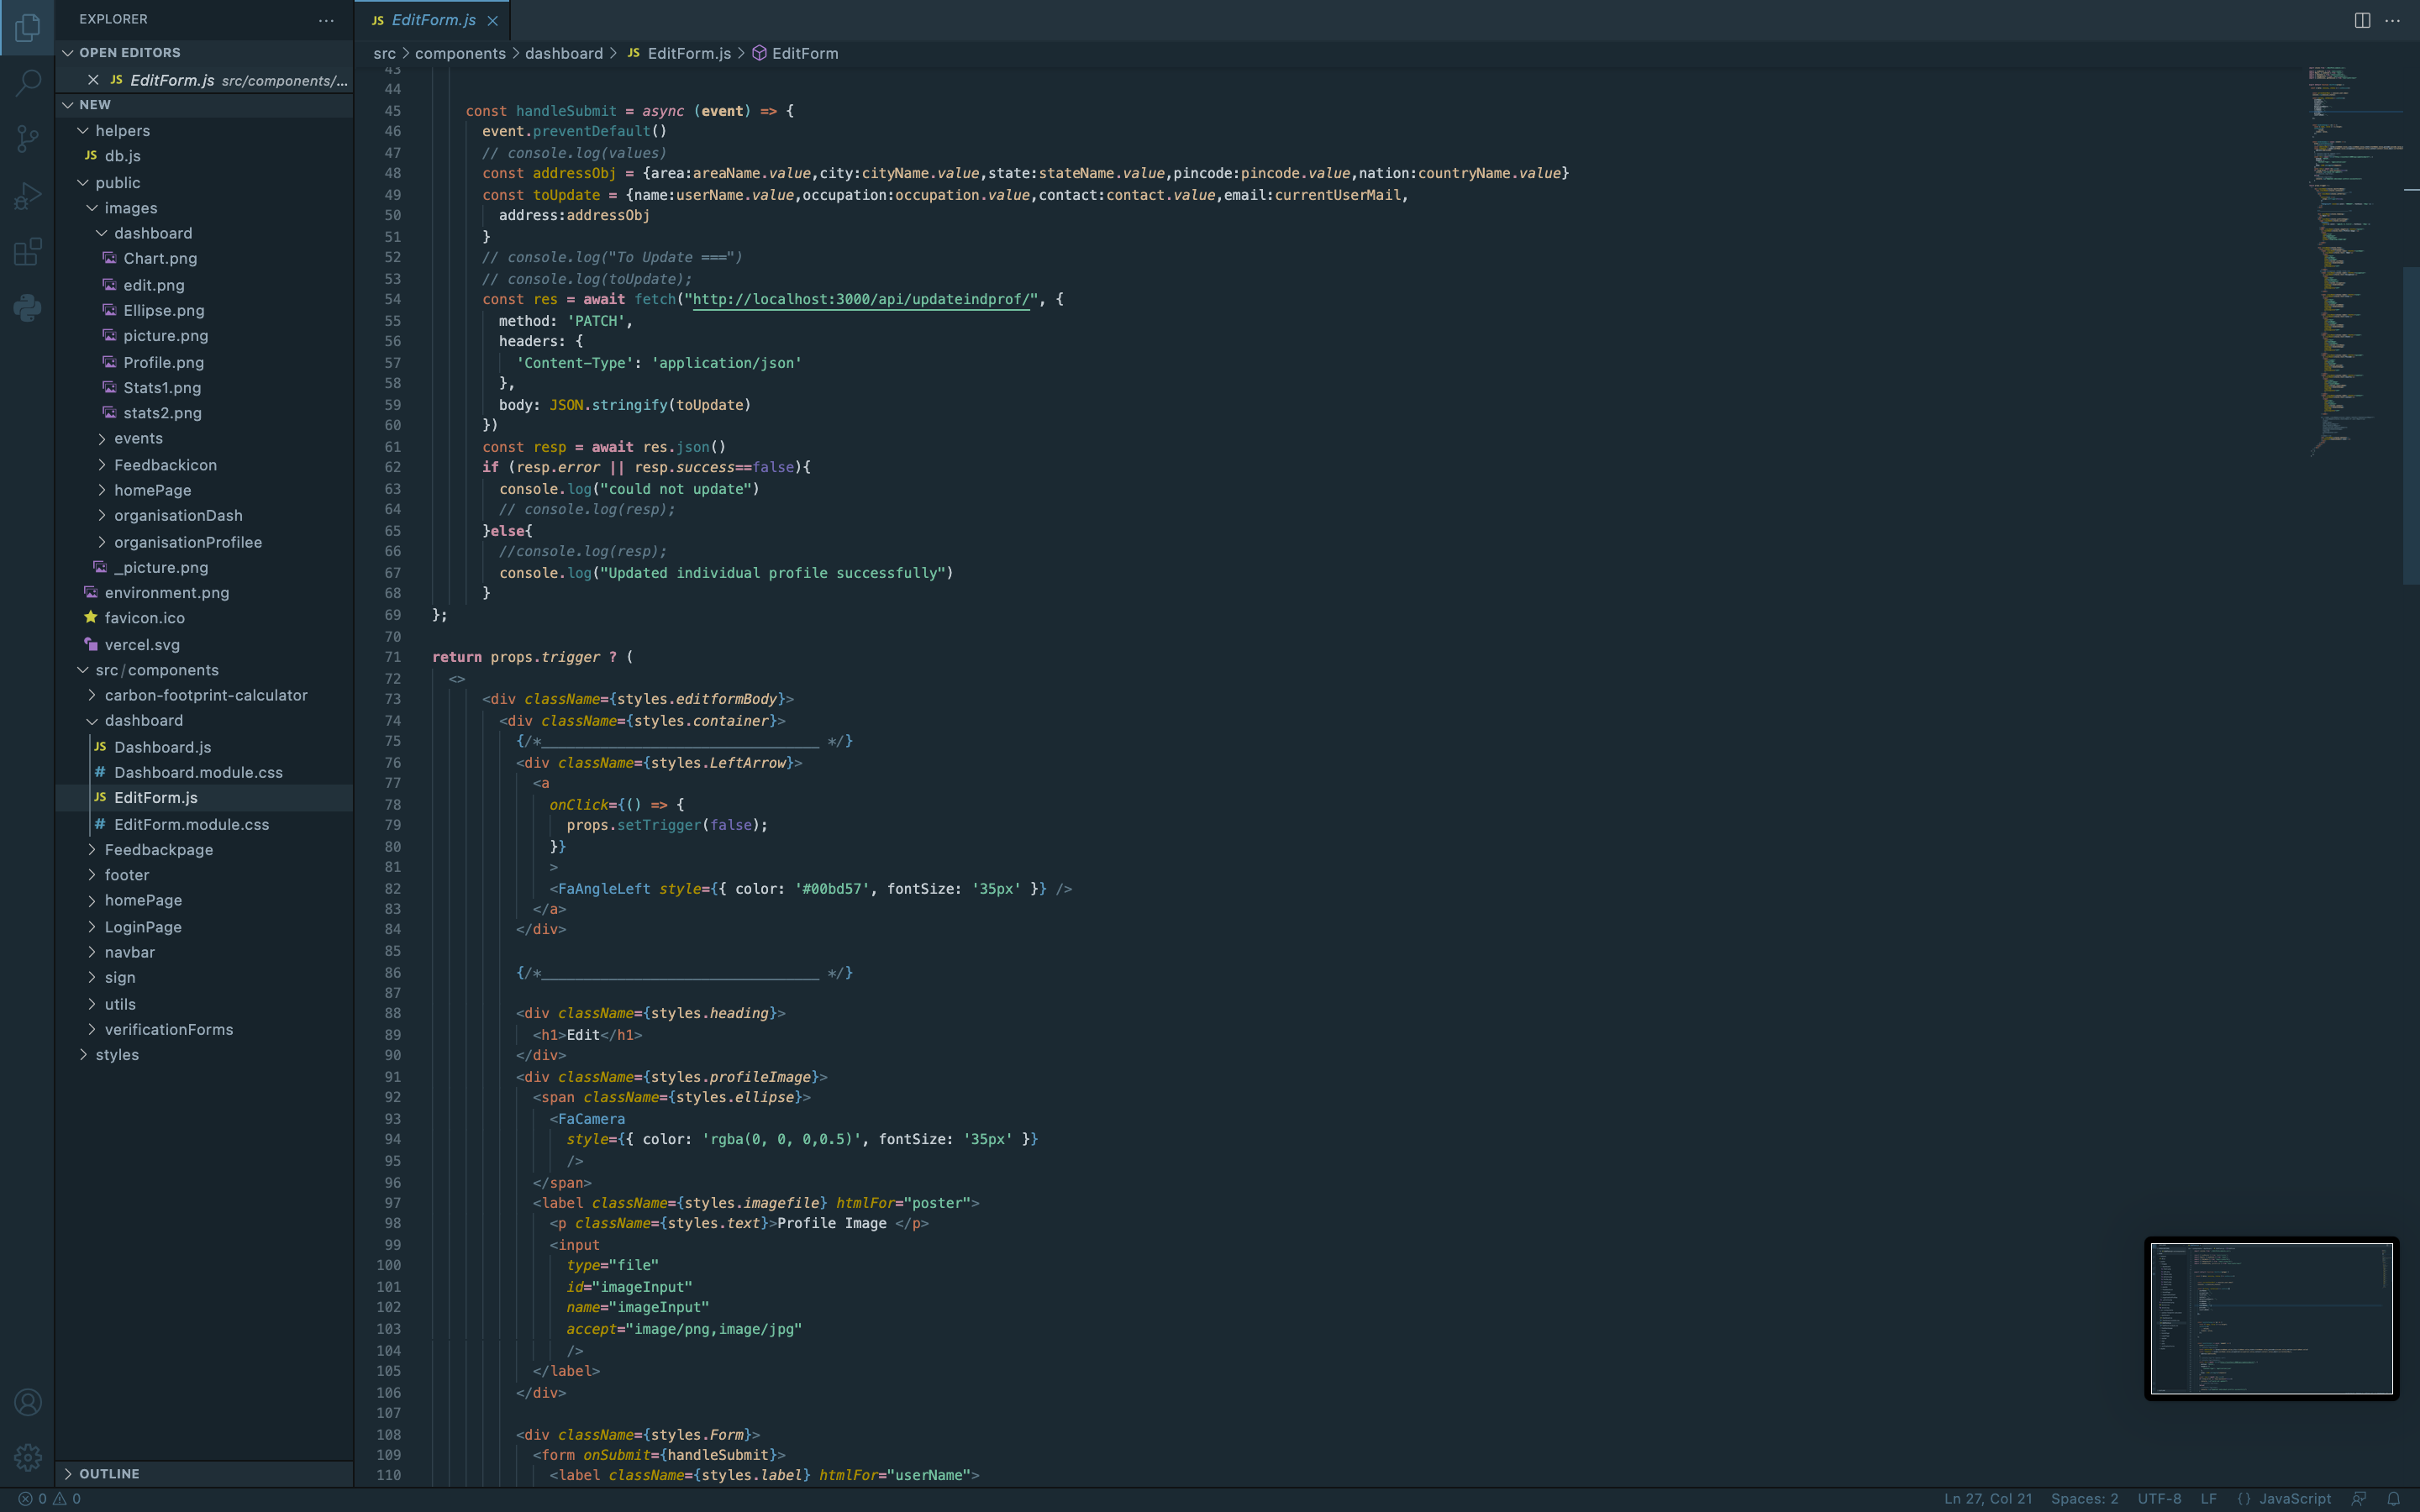 EXPLORER
OPEN EDITORS
JS EditForm.js src/components/...
NEW
helpers
JS db.js
public
images
dashboard
Chart.png
edit.png
Ellipse.png
picture.png
Profile.png
Stats1.png
stats2.png
events
Feedbackicon
homePage
organisationDash
organisationProfilee
_picture.png
environment.png
favicon.ico
vercel.svg
src/components
carbon-footprint-calculator
dashboard
JS Dashboard.js
# Dashboard.module.css
JS EditForm.js
# EditForm.module.css
Feedbackpage
footer
homePage
LoginPage
navbar
sign
utils
verificationForms
styles
OUTLINE
JS EditForm.js
src > components > dashboard > JS EditForm.js > EditForm
43
44
45 const handleSubmit = async (event) => {
46 event.preventDefault()
47 // console.log(values)
48 const addressObj = {area:areaName.value,city:cityName.value,state:stateName.value,pincode:pincode.value,nation:countryName.value}
49 const toUpdate = {name:userName.value,occupation:occupation.value,contact:contact.value,email:currentUserMail,
50 address:addressObj
51 }
52 // console.log("To Update ===")
53 // console.log(toUpdate);
54 const res = await fetch("http://localhost:3000/api/updateindprof/", {
55 method: 'PATCH',
56 headers: {
57 'Content-Type': 'application/json'
58 },
59 body: JSON.stringify(toUpdate)
60 })
61 const resp = await res.json()
62 if (resp.error || resp.success==false){
63 console.log("could not update")
64 // console.log(resp);
65 }else{
66 //console.log(resp);
67 console.log("Updated individual profile successfully")
68 }
69 };
70
71 return props.trigger ? (
72 <>
73 <div className={styles.editformBody}>
74 <div className={styles.container}>
75 {/*_________________________________ */}
76 <div className={styles.LeftArrow}>
77 <a
78 onClick={() => {
79 props.setTrigger(false);
80 }}
81 >
82 <FaAngleLeft style={{ color: '#00bd57', fontSize: '35px' }} />
83 </a>
84 </div>
85
86 {/*_________________________________ */}
87
88 <div className={styles.heading}>
89 <h1>Edit</h1>
90 </div>
91 <div className={styles.profileImage}>
92 <span className={styles.ellipse}>
93 <FaCamera
94 style={{ color: 'rgba(0, 0, 0,0.5)', fontSize: '35px' }}
95 />
96 </span>
97 <label className={styles.imagefile} htmlFor="poster">
98 <p className={styles.text}>Profile Image </p>
99 <input
100 type="file"
101 id="imageInput"
102 name="imageInput"
103 accept="image/png,image/jpg"
104 />
105 </label>
106 </div>
107
108 <div className={styles.Form}>
109 <form onSubmit={handleSubmit}>
110 <label className={styles.label} htmlFor="userName">
0 0
Ln 27, Col 21 Spaces: 2 UTF-8 LF {} JavaScript